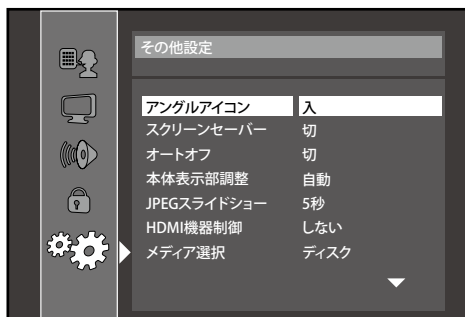 その他設定
アングルアイコン 入
スクリーンセーバー 切
オートオフ 切
本体表示部調整 自動
JPEGスライドショー 5秒
HDMI機器制御 しない
メディア選択 ディスク